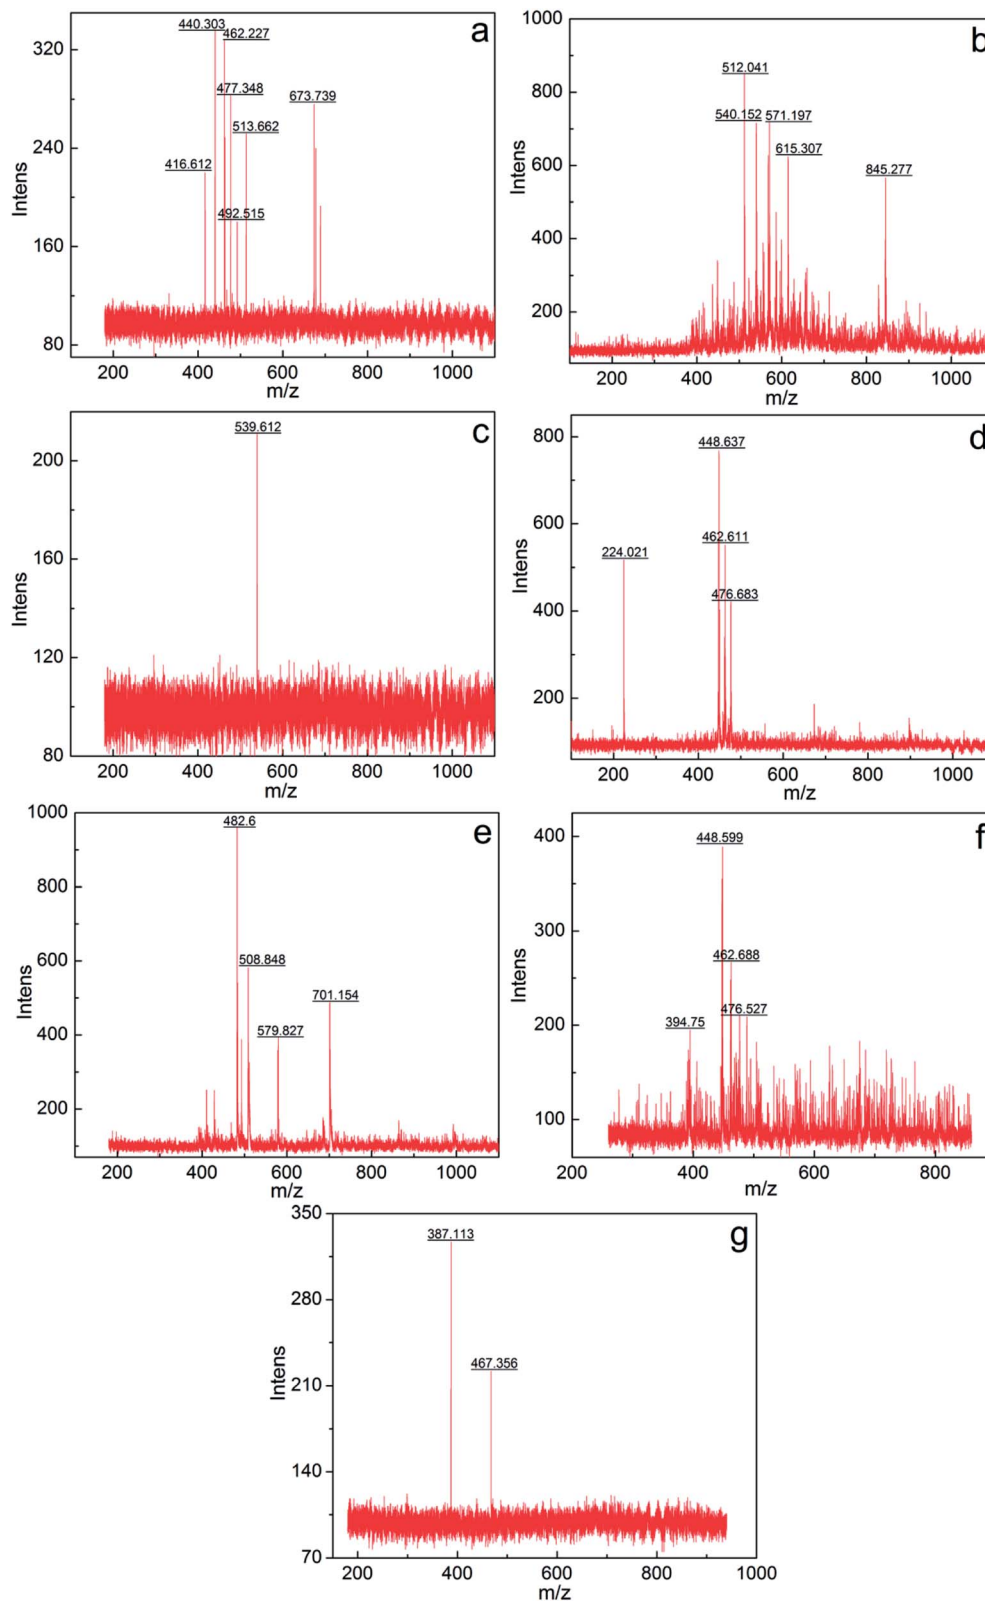 a
440.303
462.227
477.348
673.739
513.662
416.612
492.515
320
240
160
80
Intens
200 400 600 800 1000
m/z
b
512.041
540.152 571.197
615.307
845.277
1000
800
600
400
200
Intens
200 400 600 800 1000
m/z
c
539.612
200
160
120
80
Intens
200 400 600 800 1000
m/z
d
448.637
462.611
224.021
476.683
800
600
400
200
Intens
200 400 600 800 1000
m/z
e
482.6
508.848
701.154
579.827
1000
800
600
400
200
Intens
200 400 600 800 1000
m/z
f
448.599
462.688
476.527
394.75
400
300
200
100
Intens
200 400 600 800
m/z
g
387.113
467.356
350
280
210
140
70
Intens
200 400 600 800 1000
m/z